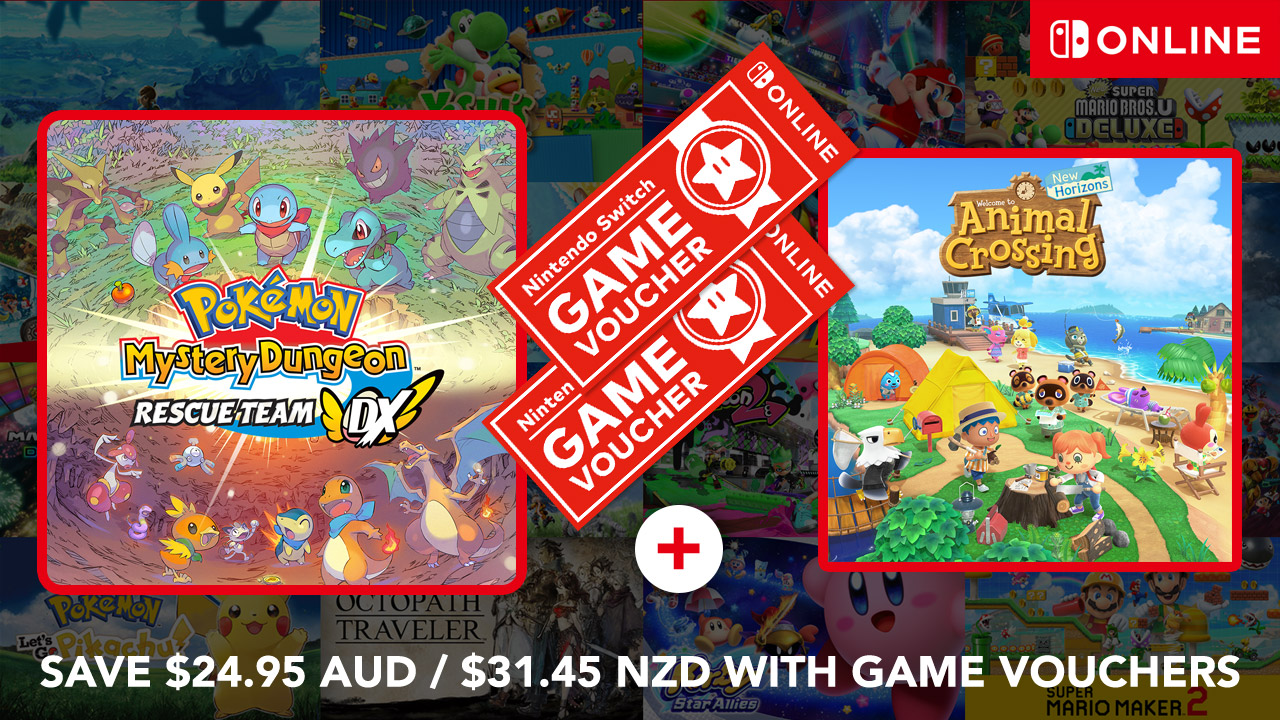 ONLINE
YOSHI'S
SUPER
MARIO BROS.U
DELUXE
ONLINE
Nintendo Switch
GAME
VOUCHER
ONLINE
Ninten
GAME
VOUCHER
New
Horizons
Welcome to
Animal
Crossing
POKéMON
MysteryDungeon
™
RESCUE TEAM DX
POKéMON
Let's
Go
Pikachu!
OCTOPATH
TRAVELER
Star Allies
SUPER
MARIO MAKER 2
SAVE $24.95 AUD / $31.45 NZD WITH GAME VOUCHERS